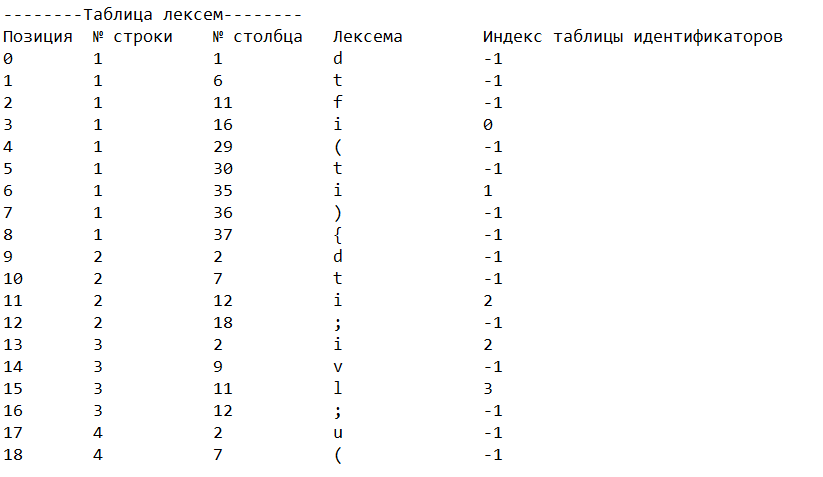 --------Таблица лексем--------
Позиция № строки № столбца Лексема Индекс таблицы идентификаторов
0 1 1 d -1
1 1 6 t -1
2 1 11 f -1
3 1 16 i 0
4 1 29 ( -1
5 1 30 t -1
6 1 35 i 1
7 1 36 ) -1
8 1 37 { -1
9 2 2 d -1
10 2 7 t -1
11 2 12 i 2
12 2 18 ; -1
13 3 2 i 2
14 3 9 v -1
15 3 11 l 3
16 3 12 ; -1
17 4 2 u -1
18 4 7 ( -1